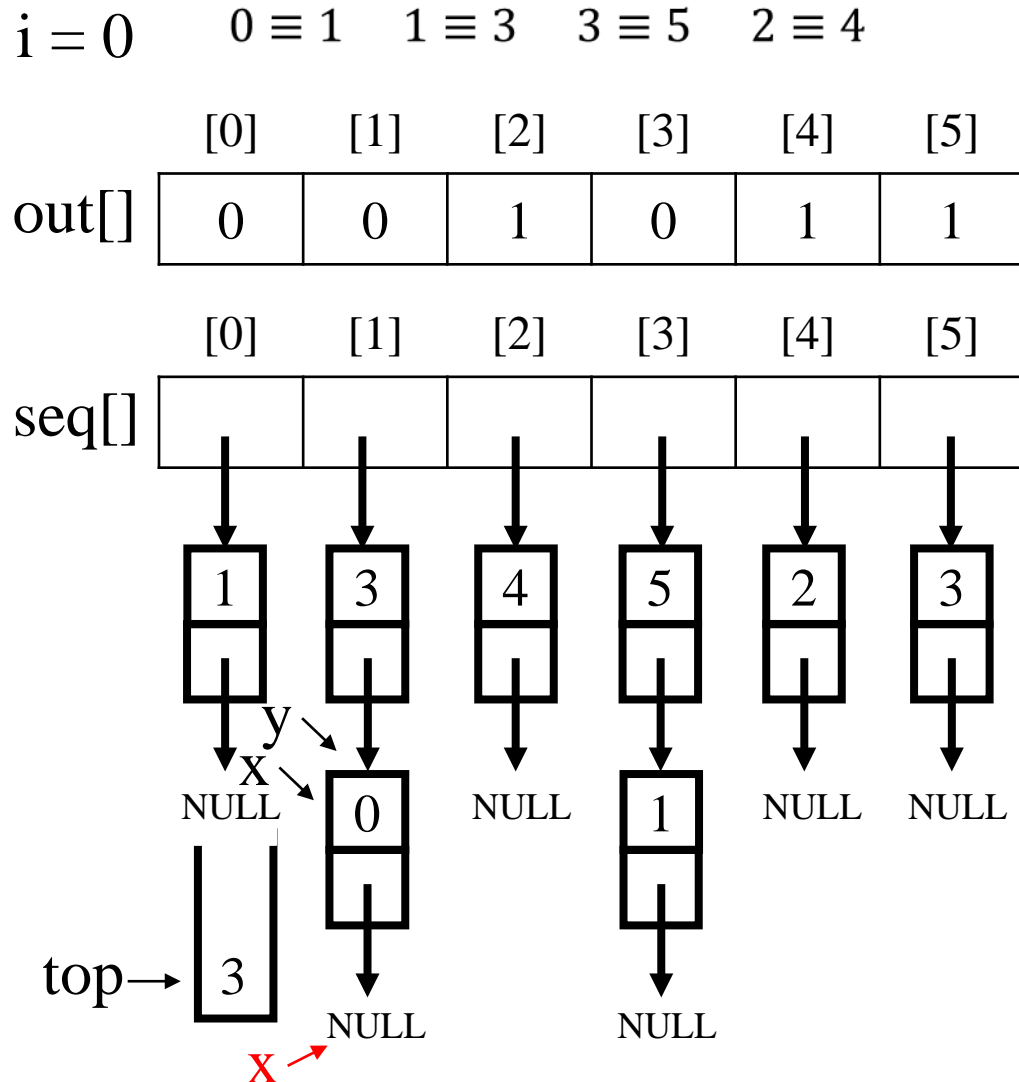 i = 0 0 ≡ 1 1 ≡ 3 3 ≡ 5 2 ≡ 4
[0] [1] [2] [3] [4] [5]
out[] 0 0 1 0 1 1
[0] [1] [2] [3] [4] [5]
seq[]
1 3 4 5 2 3
y
x
NULL 0 NULL 1 NULL NULL
top 3
NULL NULL
x